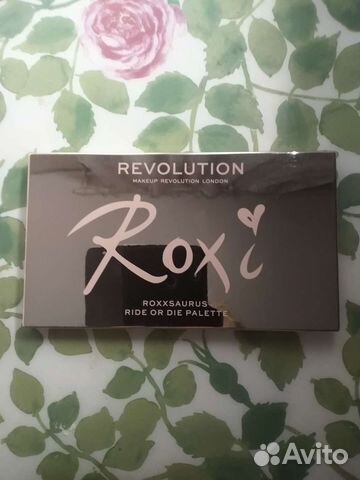 REVOLUTION
MAKEUP REVOLUTION LONDON
Roxi
ROXXSAURUS
RIDE OR DIE PALETTE
Avito